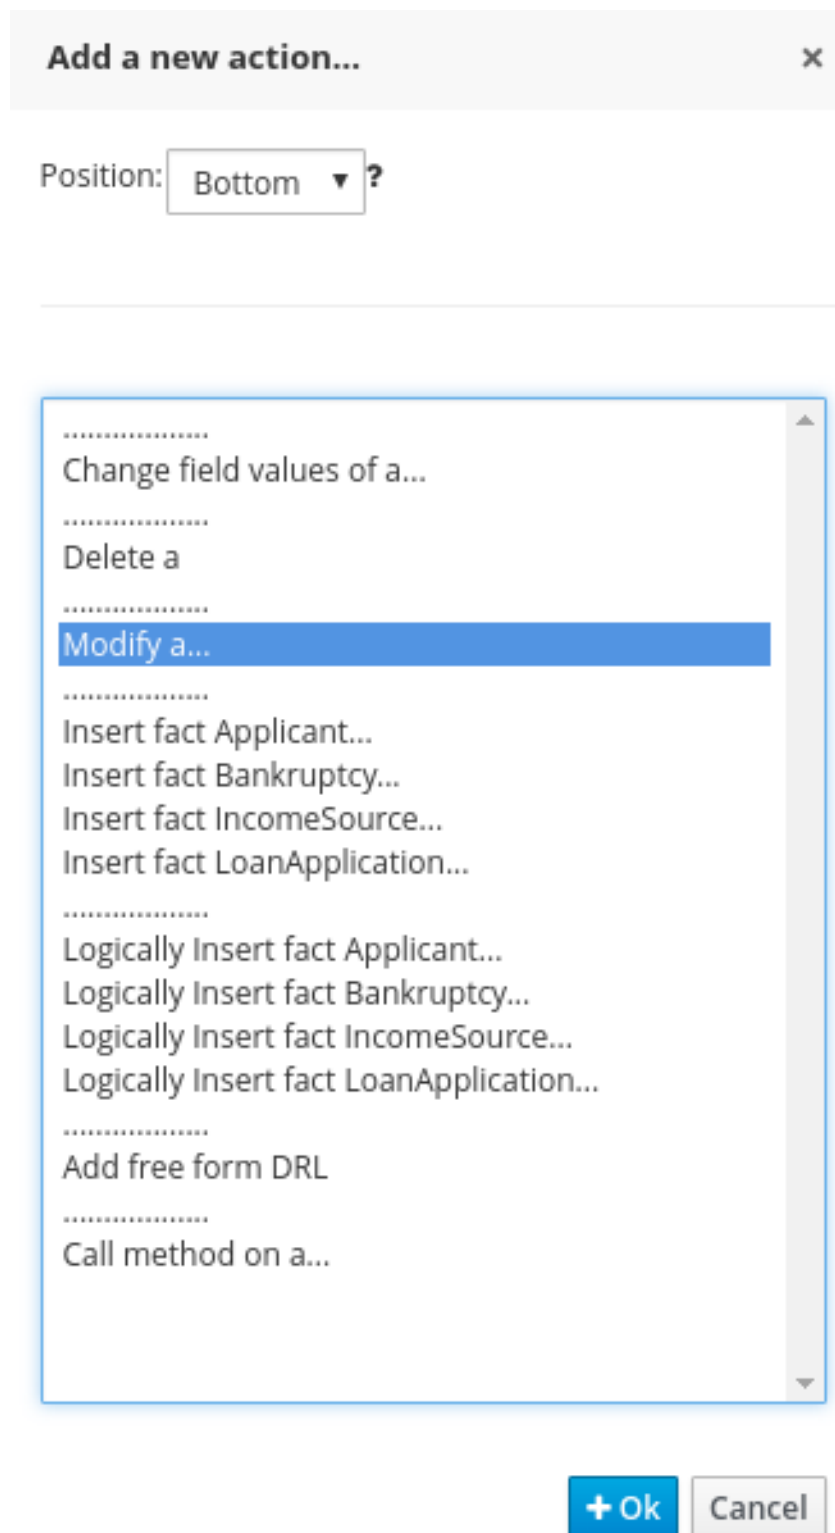 Add a new action... ×
Position: Bottom ▼ ?
..................
Change field values of a...
..................
Delete a
..................
Modify a...
..................
Insert fact Applicant...
Insert fact Bankruptcy...
Insert fact IncomeSource...
Insert fact LoanApplication...
..................
Logically Insert fact Applicant...
Logically Insert fact Bankruptcy...
Logically Insert fact IncomeSource...
Logically Insert fact LoanApplication...
..................
Add free form DRL
..................
Call method on a...
+ Ok Cancel